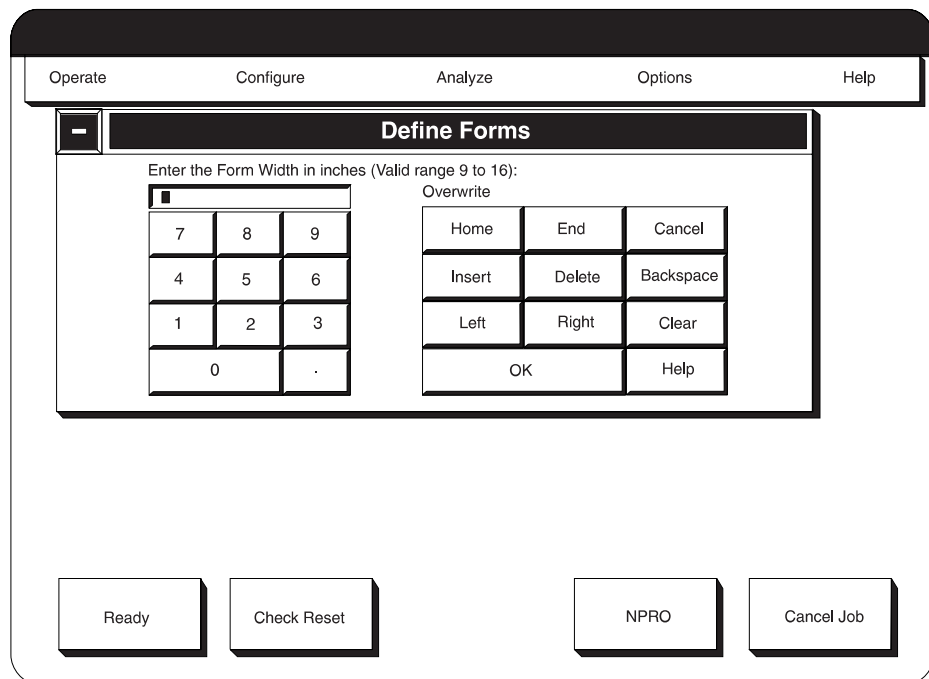 Operate Configure Analyze Options Help
Define Forms
Enter the Form Width in inches (Valid range 9 to 16):
Overwrite
7 8 9 Home End Cancel
4 5 6 Insert Delete Backspace
1 2 3 Left Right Clear
0 . OK Help
Ready Check Reset NPRO Cancel Job